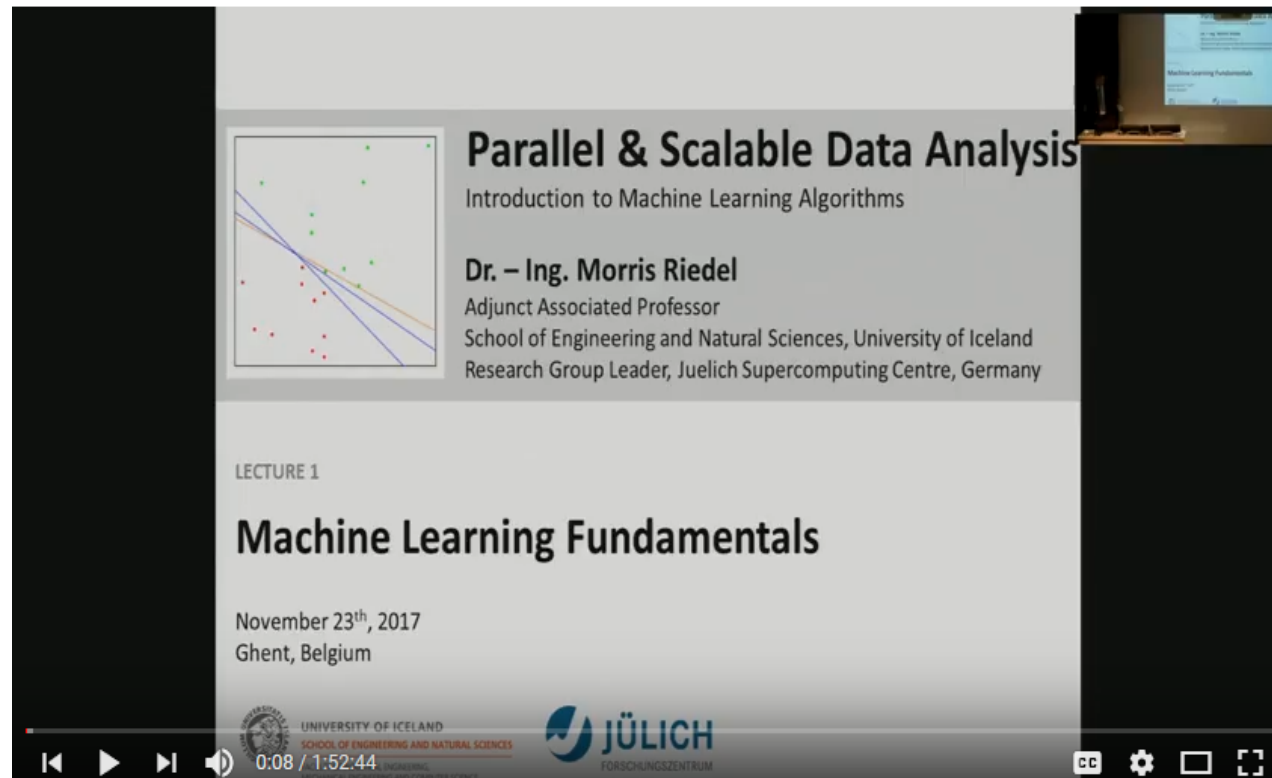 Parallel & Scalable Data Analysis
Introduction to Machine Learning Algorithms
Dr. – Ing. Morris Riedel
Adjunct Associated Professor
School of Engineering and Natural Sciences, University of Iceland
Research Group Leader, Juelich Supercomputing Centre, Germany
LECTURE 1
Machine Learning Fundamentals
November 23th, 2017
Ghent, Belgium
UNIVERSITY OF ICELAND
SCHOOL OF ENGINEERING AND NATURAL SCIENCES
JÜLICH
FORSCHUNGSZENTRUM
0:08 / 1:52:44
CC
Machine Learning Fundamentals